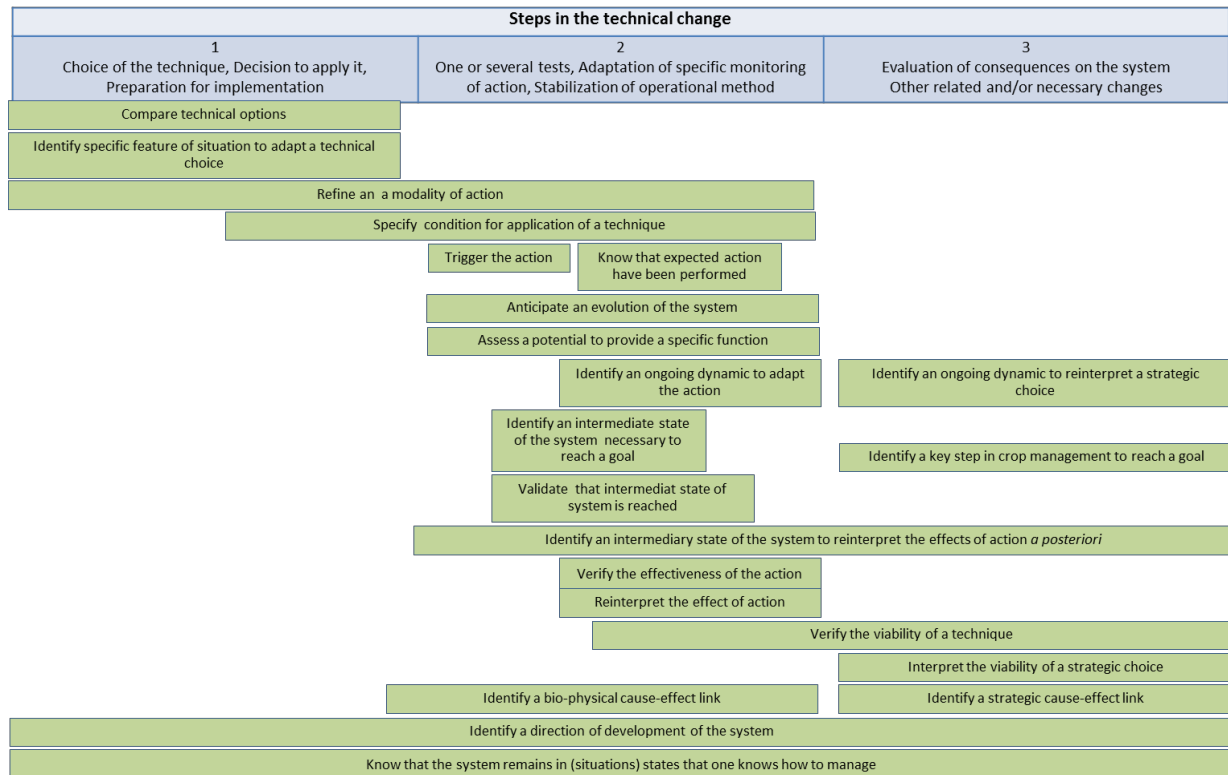 Steps in the technical change
1
Choice of the technique, Decision to apply it,
Preparation for implementation
2
One or several tests, Adaptation of specific monitoring
of action, Stabilization of operational method
3
Evaluation of consequences on the system
Other related and/or necessary changes
Compare technical options
Identify specific feature of situation to adapt a technical
choice
Refine an a modality of action
Specify condition for application of a technique
Trigger the action
Know that expected action
have been performed
Anticipate an evolution of the system
Assess a potential to provide a specific function
Identify an ongoing dynamic to adapt
the action
Identify an ongoing dynamic to reinterpret a strategic
choice
Identify an intermediate state
of the system necessary to
reach a goal
Identify a key step in crop management to reach a goal
Validate that intermediat state of
system is reached
Identify an intermediary state of the system to reinterpret the effects of action a posteriori
Verify the effectiveness of the action
Reinterpret the effect of action
Verify the viability of a technique
Interpret the viability of a strategic choice
Identify a bio-physical cause-effect link
Identify a strategic cause-effect link
Identify a direction of development of the system
Know that the system remains in (situations) states that one knows how to manage